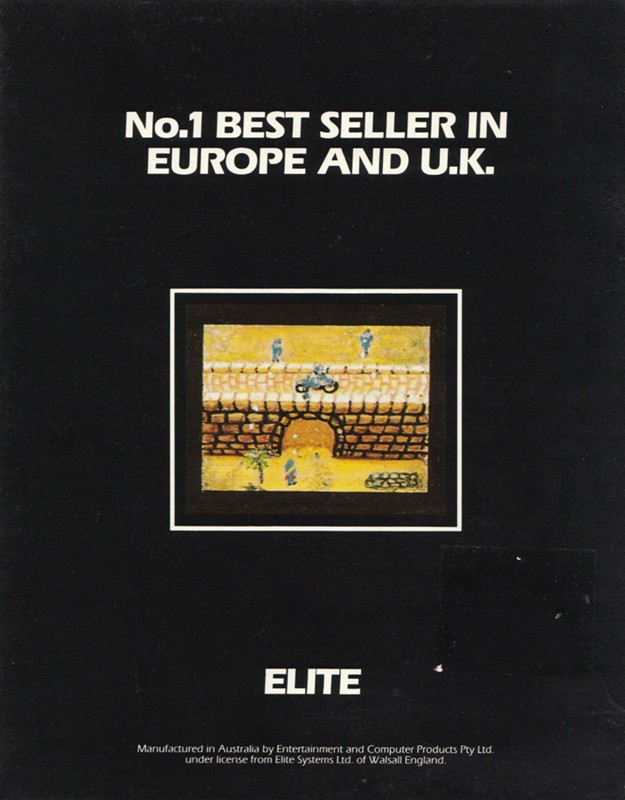 No.1 BEST SELLER IN
EUROPE AND U.K.
ELITE
Manufactured in Australia by Entertainment and Computer Products Pty Ltd.
under license from Elite Systems Ltd. of Walsall England.